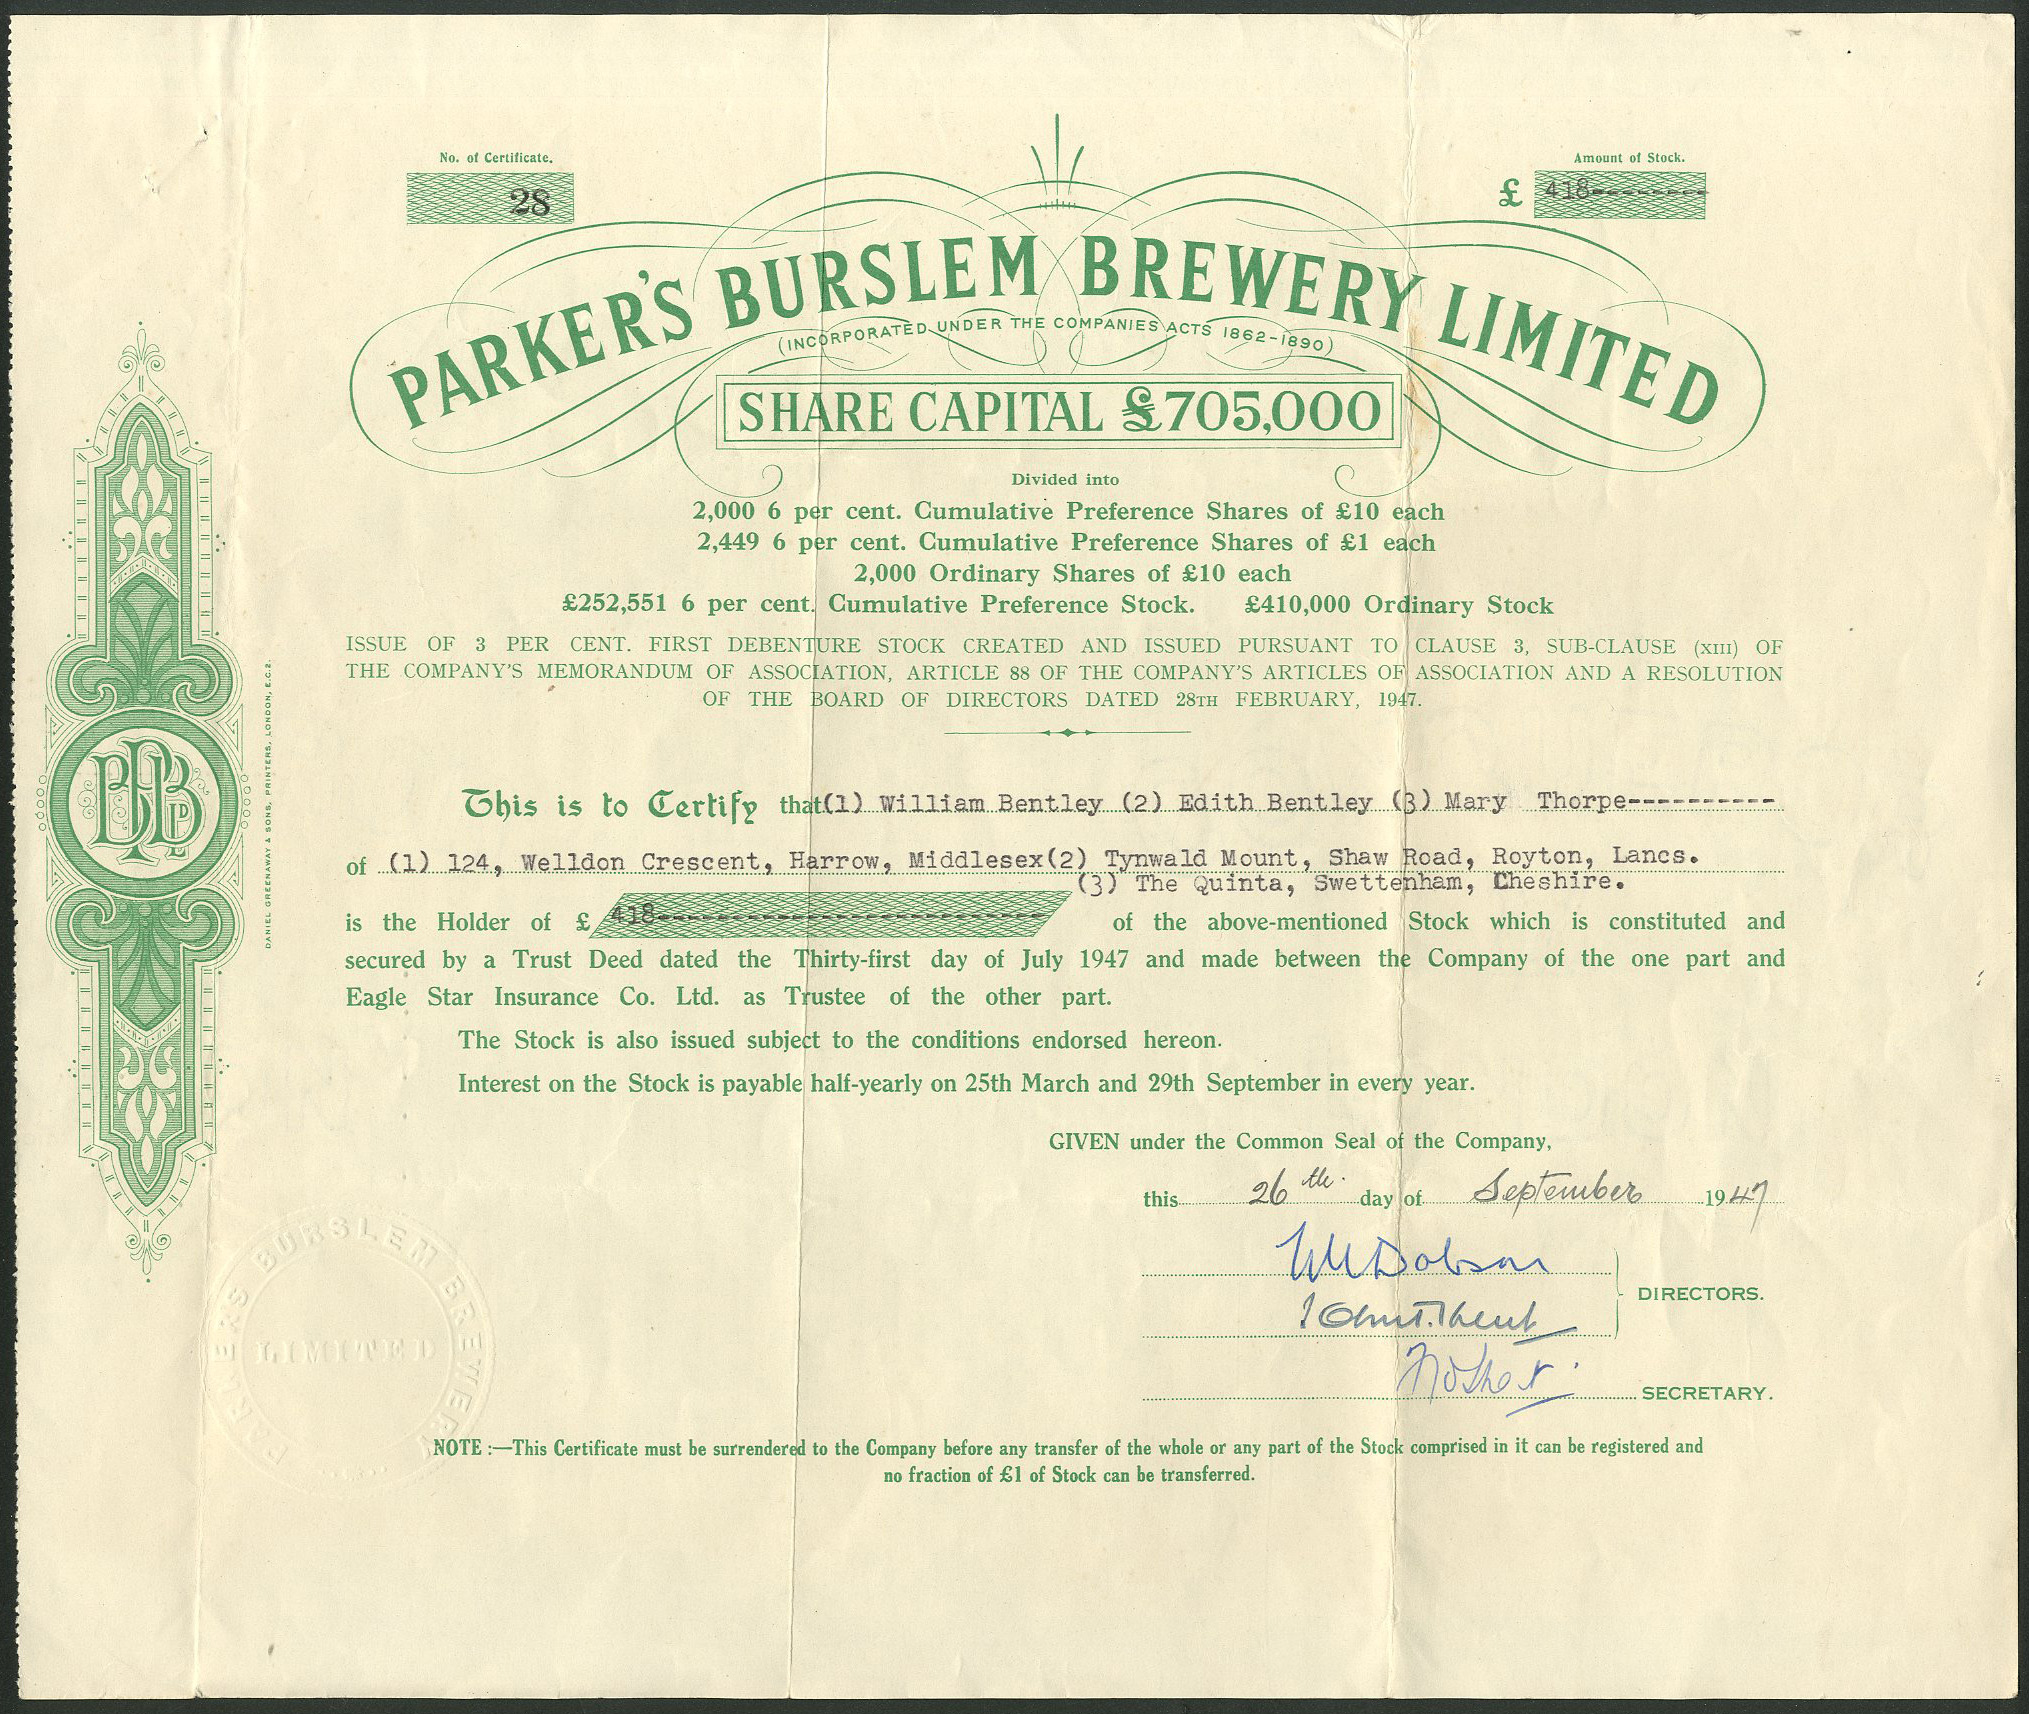 No. of Certificate.
28
Amount of Stock.
£ 418---------
PARKER'S BURSLEM BREWERY LIMITED
(INCORPORATED UNDER THE COMPANIES ACTS 1862-1890)
SHARE CAPITAL £705,000
Divided into
2,000 6 per cent. Cumulative Preference Shares of £10 each
2,449 6 per cent. Cumulative Preference Shares of £1 each
2,000 Ordinary Shares of £10 each
£252,551 6 per cent. Cumulative Preference Stock. £410,000 Ordinary Stock
ISSUE OF 3 PER CENT. FIRST DEBENTURE STOCK CREATED AND ISSUED PURSUANT TO CLAUSE 3, SUB-CLAUSE (XIII) OF
THE COMPANY'S MEMORANDUM OF ASSOCIATION, ARTICLE 88 OF THE COMPANY'S ARTICLES OF ASSOCIATION AND A RESOLUTION
OF THE BOARD OF DIRECTORS DATED 28TH FEBRUARY, 1947.
This is to Certify that (1) William Bentley (2) Edith Bentley (3) Mary Thorpe----------
of (1) 124, Welldon Crescent, Harrow, Middlesex(2) Tynwald Mount, Shaw Road, Royton, Lancs.
(3) The Quinta, Swettenham, Cheshire.
is the Holder of £ 418------------------------------ of the above-mentioned Stock which is constituted and
secured by a Trust Deed dated the Thirty-first day of July 1947 and made between the Company of the one part and
Eagle Star Insurance Co. Ltd. as Trustee of the other part.
The Stock is also issued subject to the conditions endorsed hereon.
Interest on the Stock is payable half-yearly on 25th March and 29th September in every year.
GIVEN under the Common Seal of the Company,
this 26th. day of September 1947
Dobson
DIRECTORS.
SECRETARY.
NOTE :—This Certificate must be surrendered to the Company before any transfer of the whole or any part of the Stock comprised in it can be registered and
no fraction of £1 of Stock can be transferred.
DANIEL GREENAWAY & SONS, PRINTERS, LONDON, E.C.2.
PARKER'S BURSLEM BREWERY
LIMITED